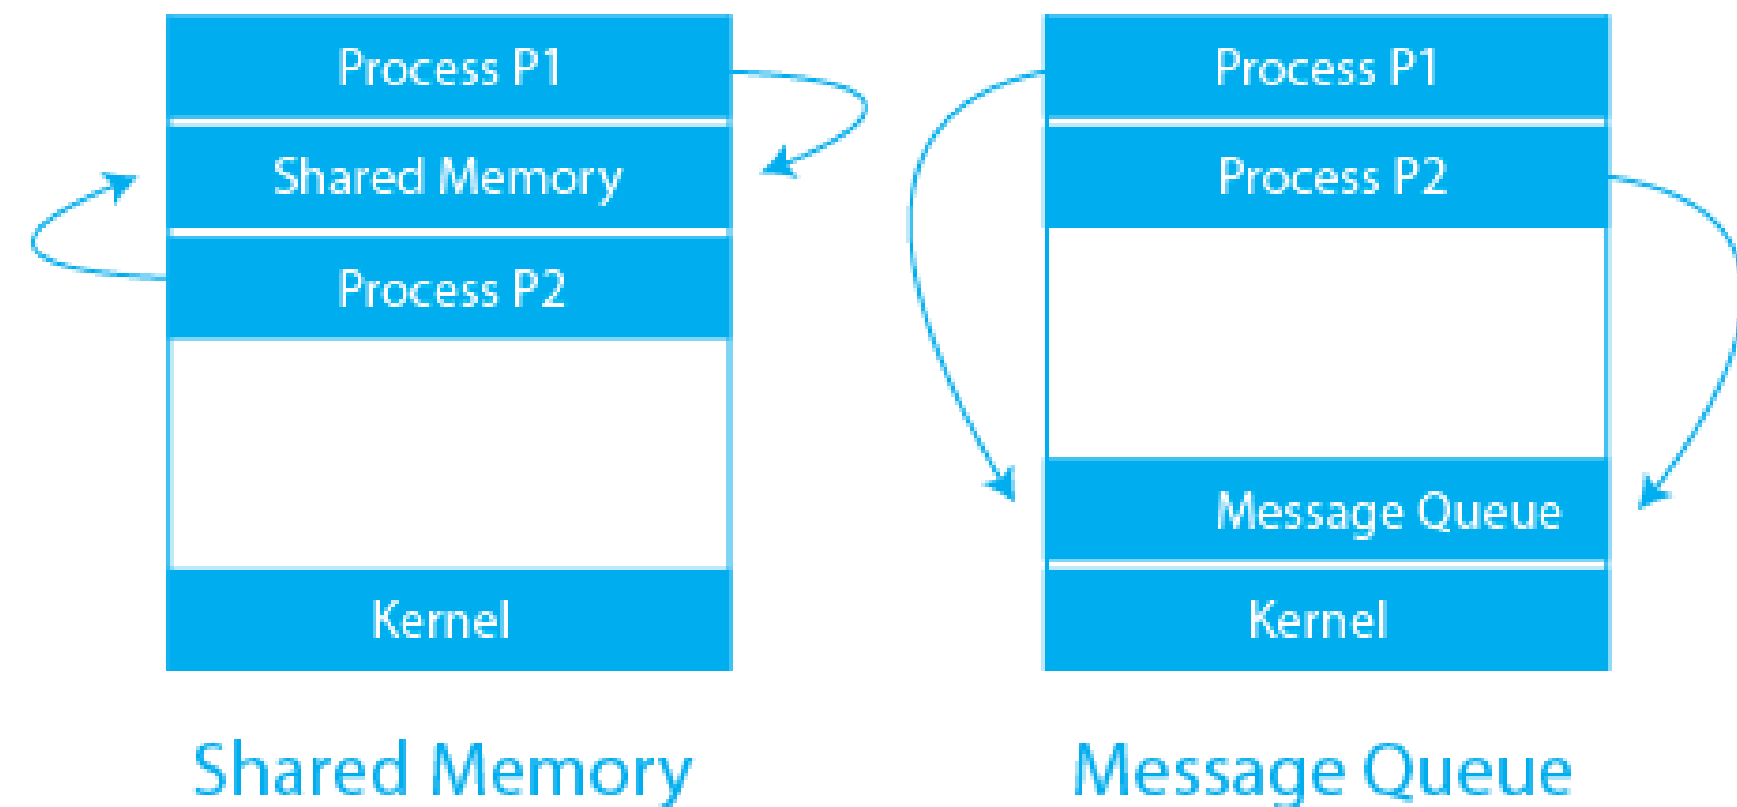 Process P1
Shared Memory
Process P2
Kernel
Shared Memory
Process P1
Process P2
Message Queue
Kernel
Message Queue